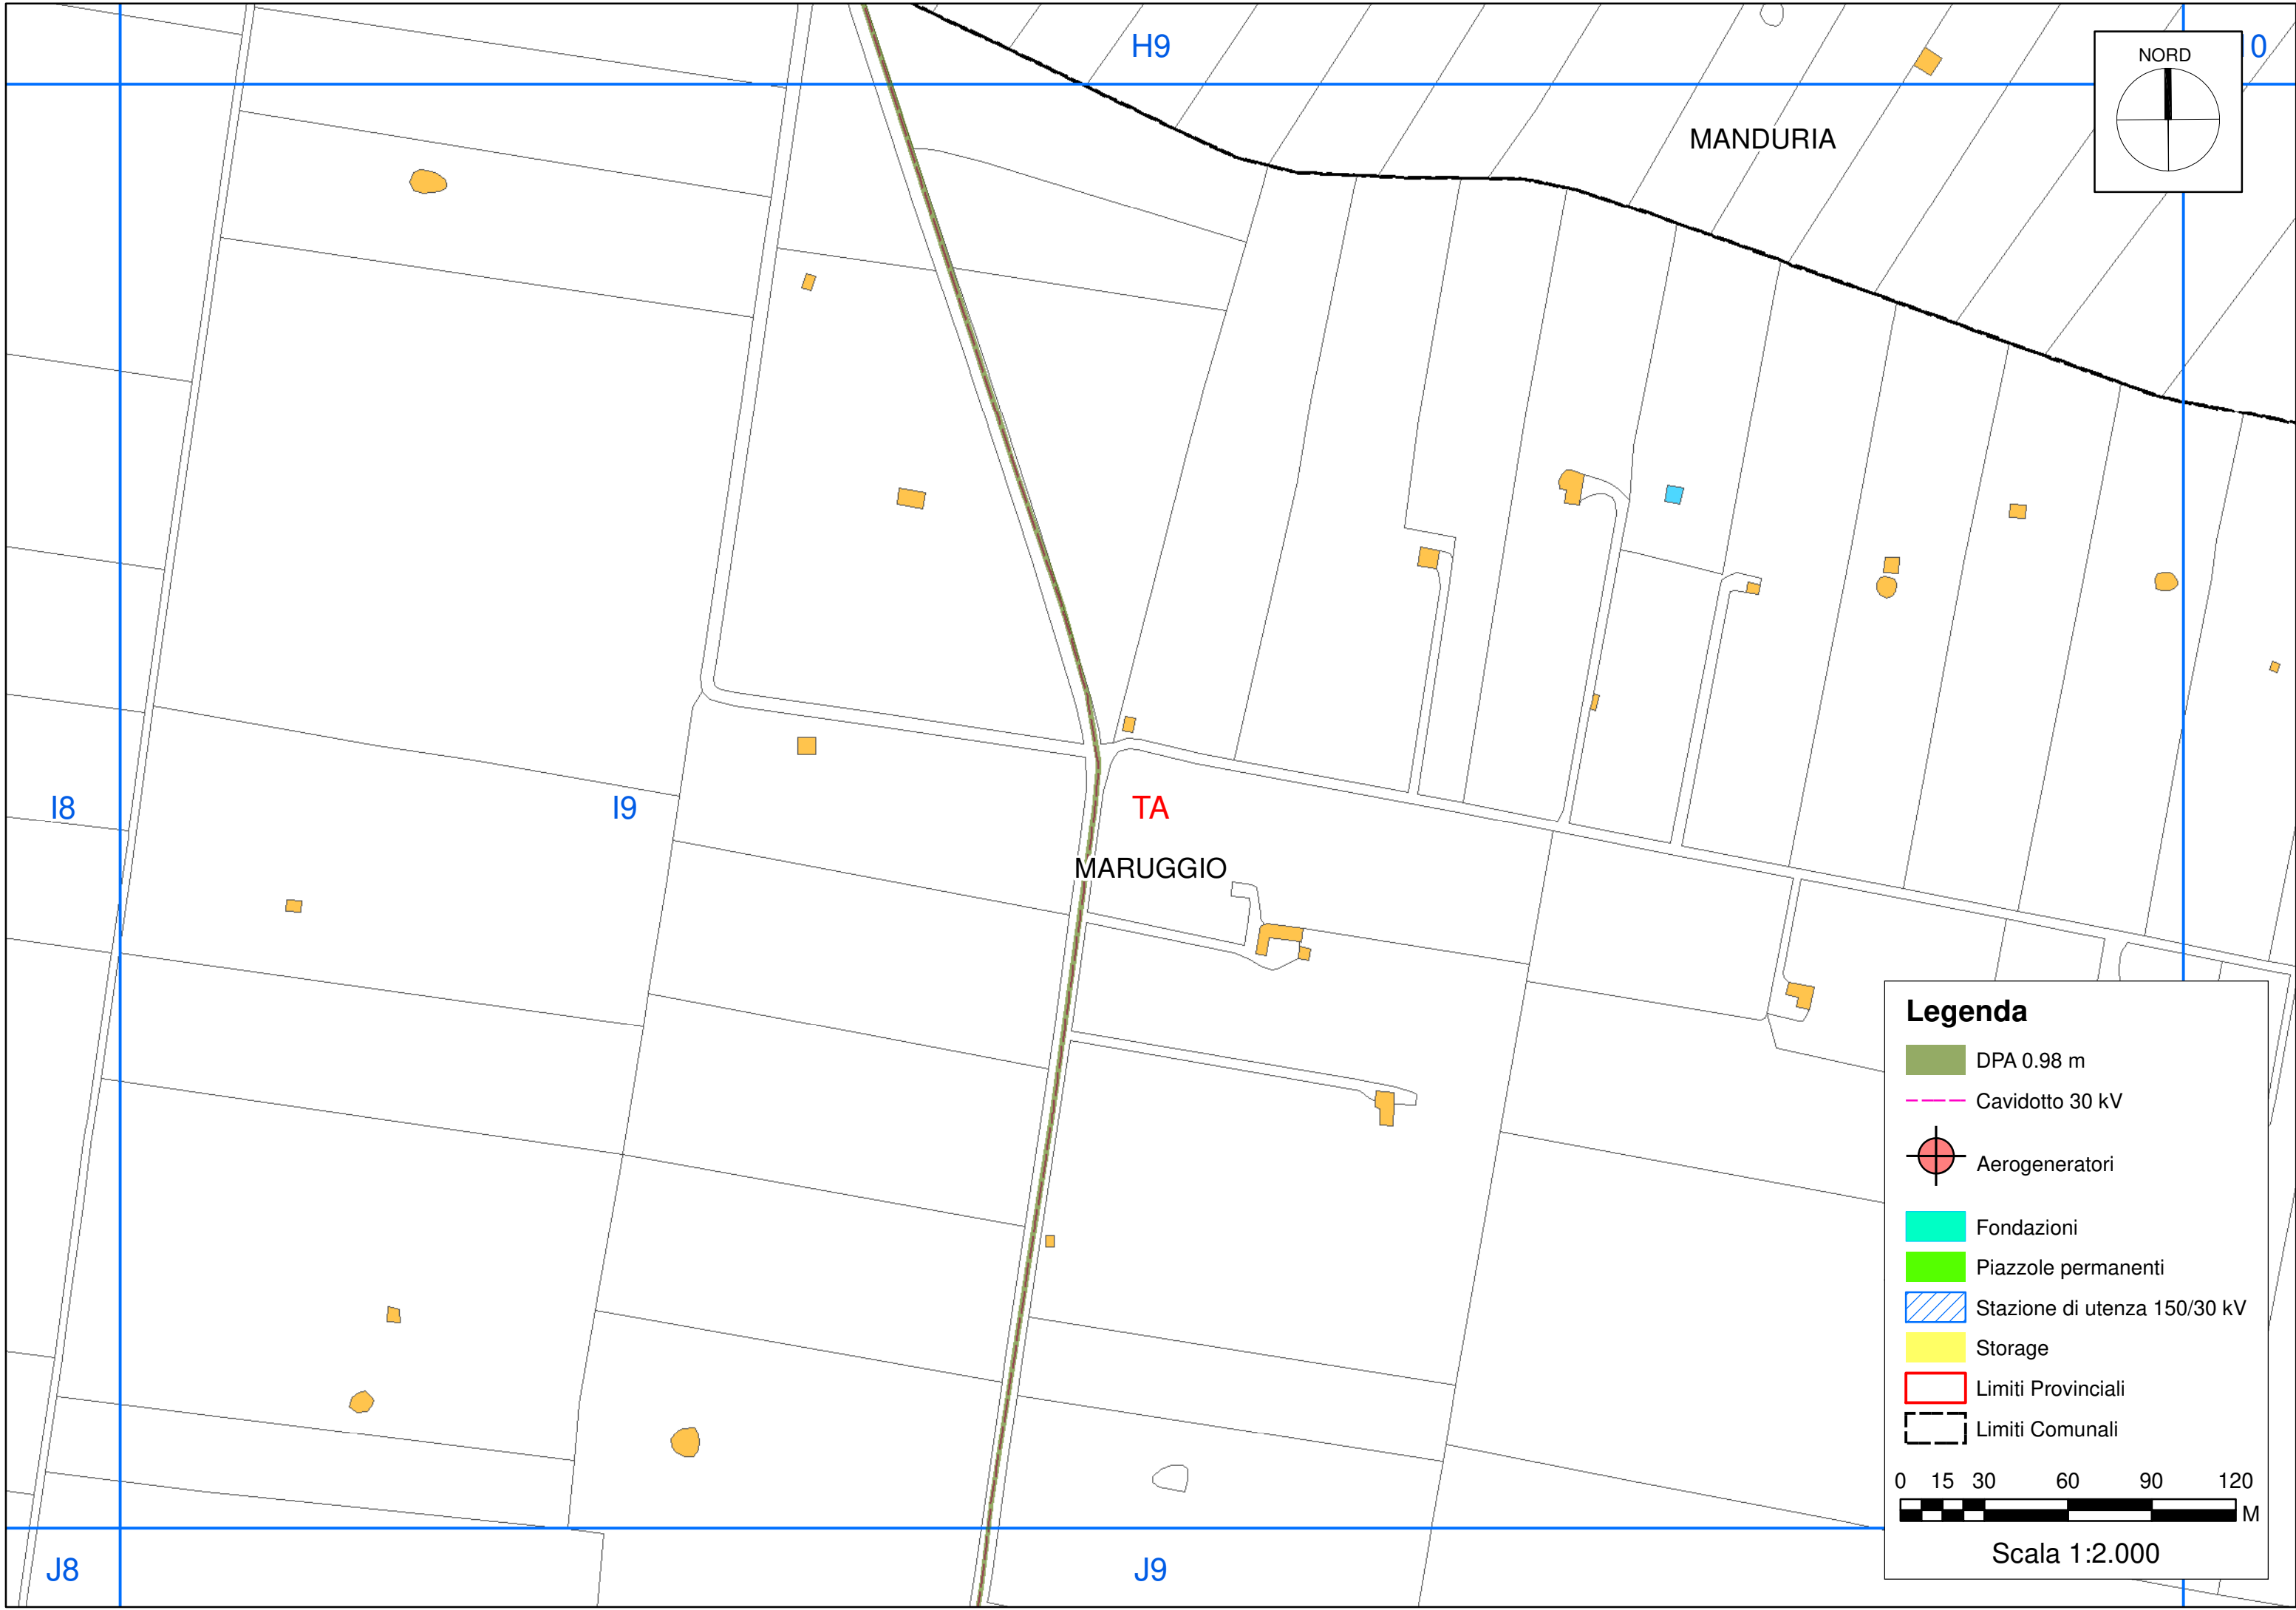 H9
NORD
0
MANDURIA
I8
I9
TA
MARUGGIO
Legenda
DPA 0.98 m
Cavidotto 30 kV
Aerogeneratori
Fondazioni
Piazzole permanenti
Stazione di utenza 150/30 kV
Storage
Limiti Provinciali
Limiti Comunali
0 15 30 60 90 120
M
Scala 1:2.000
J8
J9